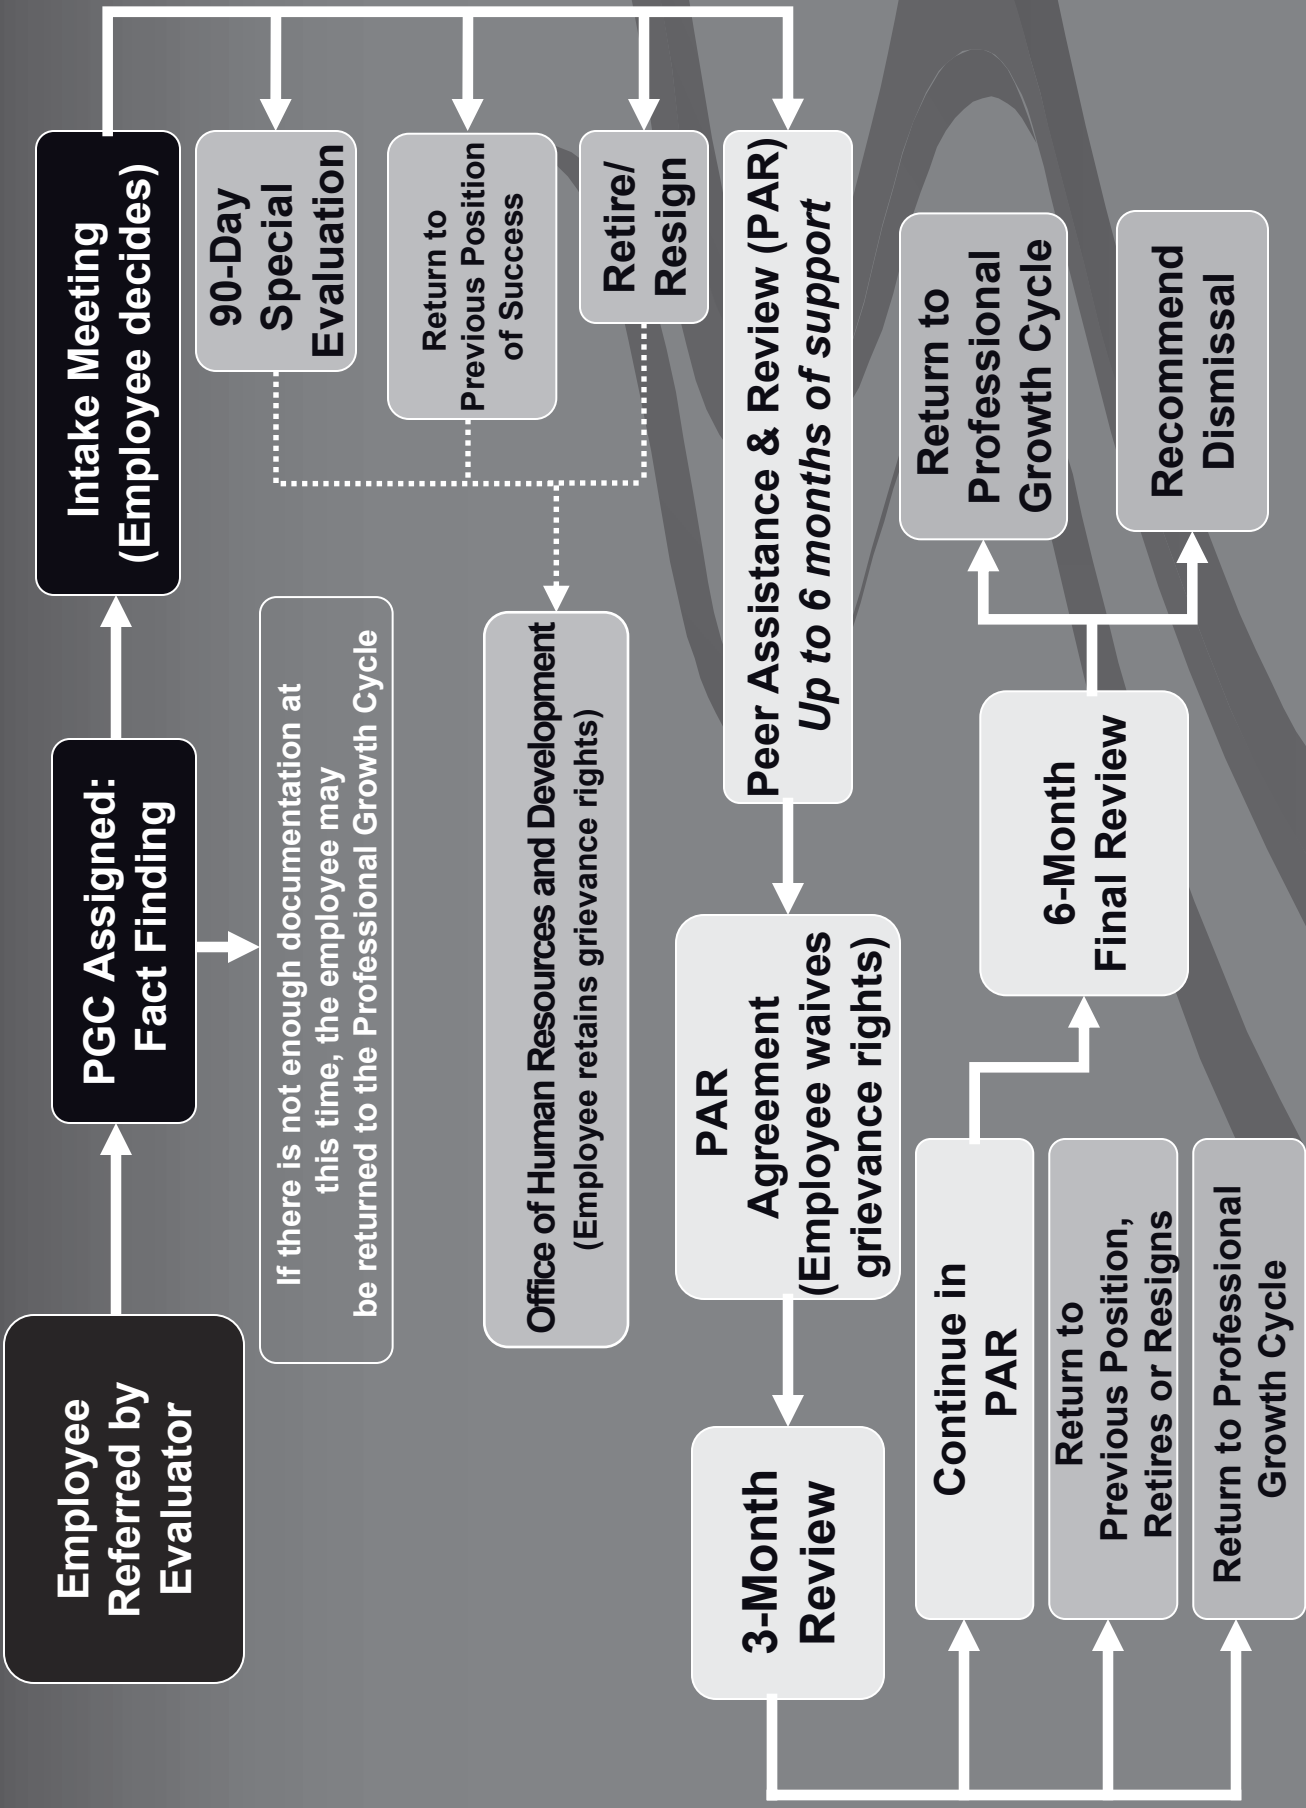 Employee
Referred by
Evaluator
PGC Assigned:
Fact Finding
Intake Meeting
(Employee decides)
If there is not enough documentation at
this time, the employee may
be returned to the Professional Growth Cycle
90-Day
Special
Evaluation
Return to
Previous Position
of Success
Retire/
Resign
Office of Human Resources and Development
(Employee retains grievance rights)
Peer Assistance & Review (PAR)
Up to 6 months of support
PAR
Agreement
(Employee waives
grievance rights)
3-Month
Review
Continue in
PAR
Return to
Previous Position,
Retires or Resigns
Return to Professional
Growth Cycle
6-Month
Final Review
Return to
Professional
Growth Cycle
Recommend
Dismissal